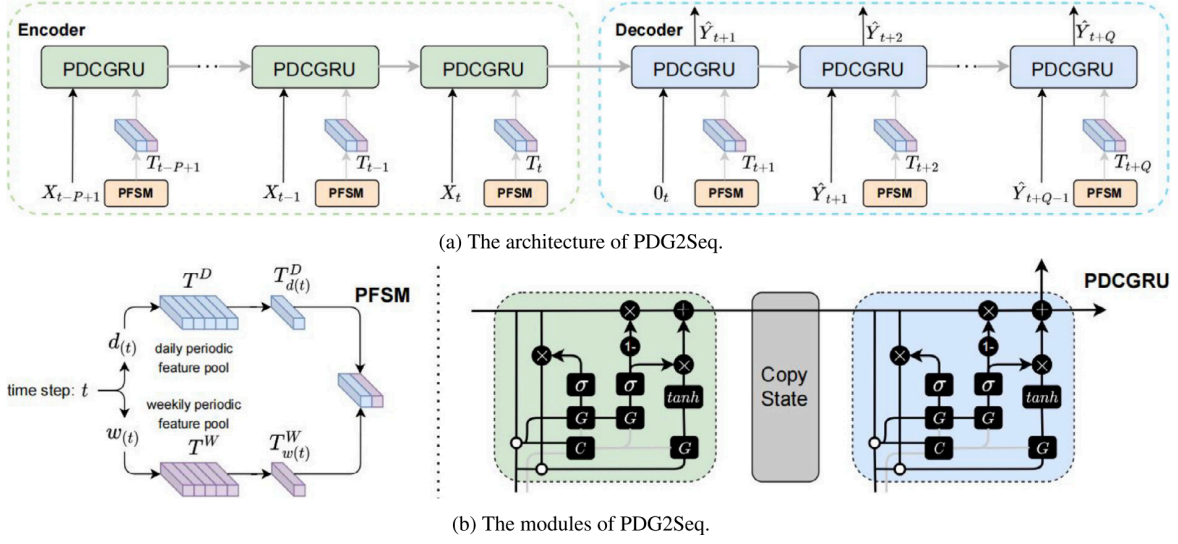 Encoder
Decoder
Ŷ_{t+1} Ŷ_{t+2} Ŷ_{t+Q}
PDCGRU ··· PDCGRU PDCGRU PDCGRU PDCGRU ··· PDCGRU
T_{t-P+1} T_{t-1} T_t T_{t+1} T_{t+2} T_{t+Q}
X_{t-P+1} PFSM X_{t-1} PFSM X_t PFSM 0_t PFSM Ŷ_{t+1} PFSM Ŷ_{t+Q-1} PFSM
(a) The architecture of PDG2Seq.
T^D T^D_{d(t)} PFSM
d_{(t)}
daily periodic
feature pool
time step: t
weekly periodic
feature pool
w_{(t)}
T^W T^W_{w(t)}
PDCGRU
× +
1-
× ×
σ σ tanh
G G
C G
Copy
State
× +
1-
× ×
σ σ tanh
G G
C G
(b) The modules of PDG2Seq.